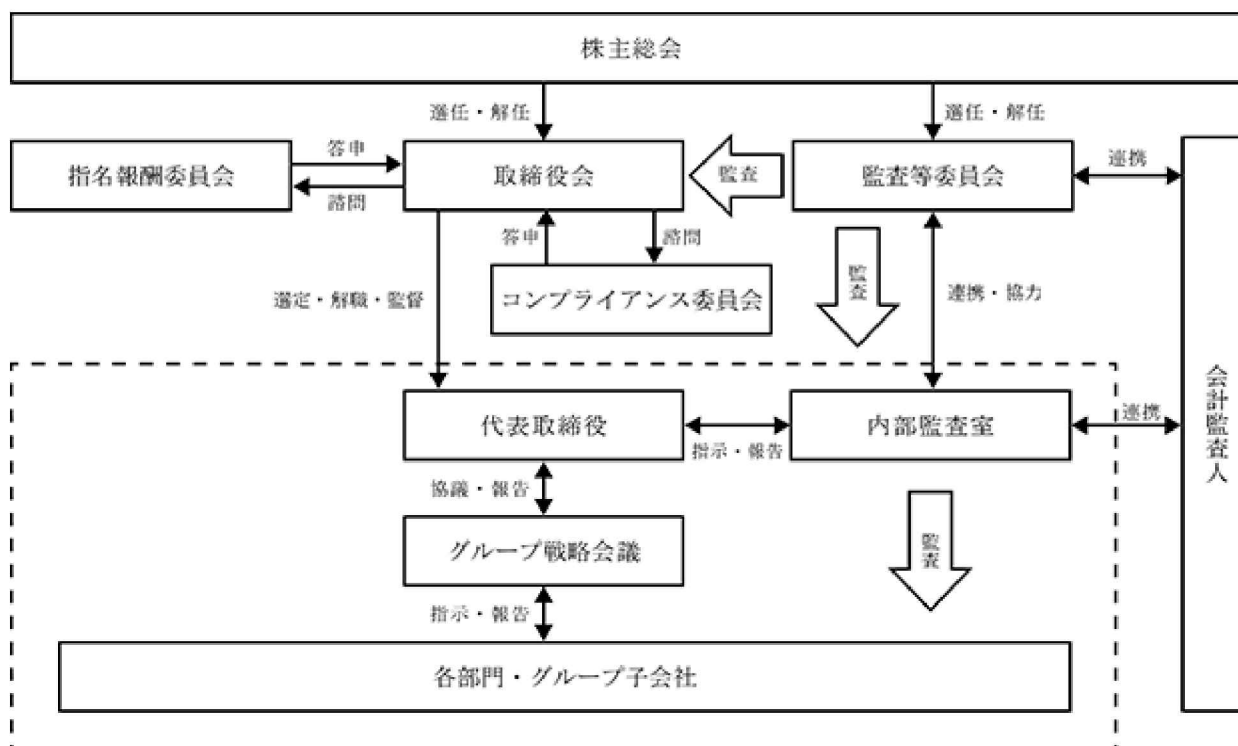 株主総会
選任・解任
選任・解任
指名報酬委員会
答申
諮問
取締役会
監査
監査等委員会
連携
答申
諮問
コンプライアンス委員会
選定・解職・監督
監査
連携・協力
代表取締役
指示・報告
内部監査室
連携
会計監査人
協議・報告
グループ戦略会議
監査
指示・報告
各部門・グループ子会社